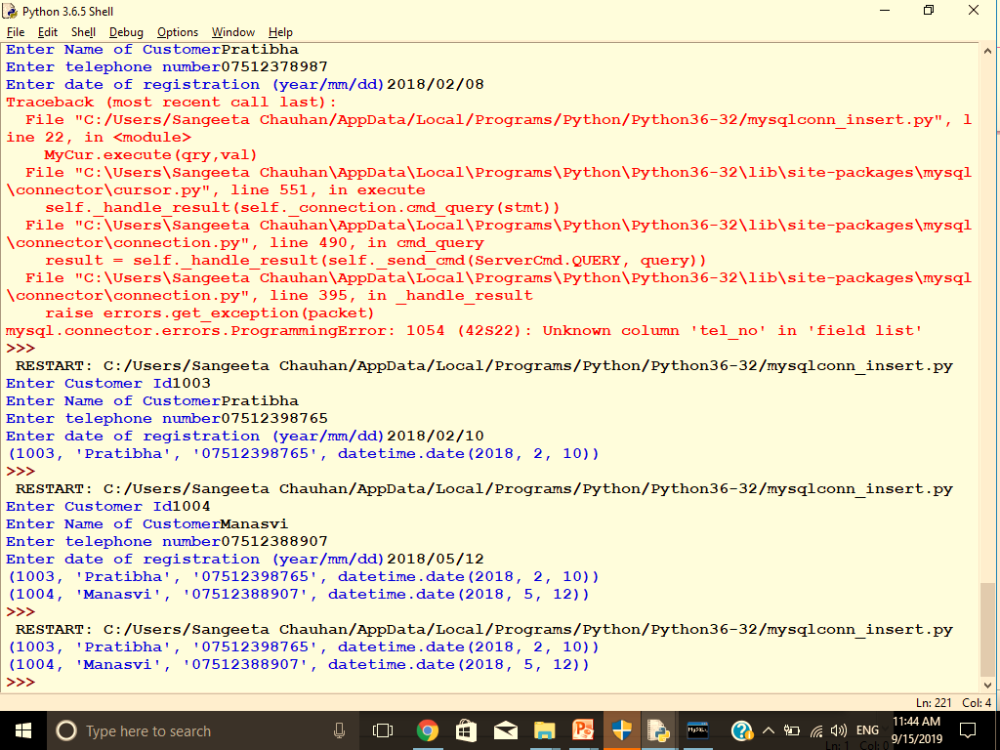 Python 3.6.5 Shell
File Edit Shell Debug Options Window Help
Enter Name of CustomerPratibha
Enter telephone number07512378987
Enter date of registration (year/mm/dd)2018/02/08
Traceback (most recent call last):
  File "C:/Users/Sangeeta Chauhan/AppData/Local/Programs/Python/Python36-32/mysqlconn_insert.py", l
ine 22, in <module>
    MyCur.execute(qry,val)
  File "C:\Users\Sangeeta Chauhan\AppData\Local\Programs\Python\Python36-32\lib\site-packages\mysql
\connector\cursor.py", line 551, in execute
    self._handle_result(self._connection.cmd_query(stmt))
  File "C:\Users\Sangeeta Chauhan\AppData\Local\Programs\Python\Python36-32\lib\site-packages\mysql
\connector\connection.py", line 490, in cmd_query
    result = self._handle_result(self._send_cmd(ServerCmd.QUERY, query))
  File "C:\Users\Sangeeta Chauhan\AppData\Local\Programs\Python\Python36-32\lib\site-packages\mysql
\connector\connection.py", line 395, in _handle_result
    raise errors.get_exception(packet)
mysql.connector.errors.ProgrammingError: 1054 (42S22): Unknown column 'tel_no' in 'field list'
>>>
 RESTART: C:/Users/Sangeeta Chauhan/AppData/Local/Programs/Python/Python36-32/mysqlconn_insert.py
Enter Customer Id1003
Enter Name of CustomerPratibha
Enter telephone number07512398765
Enter date of registration (year/mm/dd)2018/02/10
(1003, 'Pratibha', '07512398765', datetime.date(2018, 2, 10))
>>>
 RESTART: C:/Users/Sangeeta Chauhan/AppData/Local/Programs/Python/Python36-32/mysqlconn_insert.py
Enter Customer Id1004
Enter Name of CustomerManasvi
Enter telephone number07512388907
Enter date of registration (year/mm/dd)2018/05/12
(1003, 'Pratibha', '07512398765', datetime.date(2018, 2, 10))
(1004, 'Manasvi', '07512388907', datetime.date(2018, 5, 12))
>>>
 RESTART: C:/Users/Sangeeta Chauhan/AppData/Local/Programs/Python/Python36-32/mysqlconn_insert.py
(1003, 'Pratibha', '07512398765', datetime.date(2018, 2, 10))
(1004, 'Manasvi', '07512388907', datetime.date(2018, 5, 12))
>>>
Ln: 221 Col: 4
Type here to search
MySQL
ENG
11:44 AM
9/15/2019
Ln: 1 Col: 0